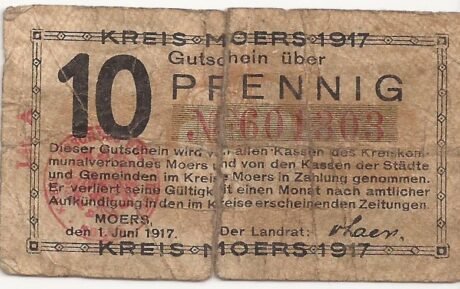 KREIS MOERS 1917
Gutschein über
10 PFENNIG
№ 601803
Dieser Gutschein wird von allen Kassen des Kreiskom-
munalverbandes Moers und von den Kassen der Städte
und Gemeinden im Kreise Moers in Zahlung genommen.
Er verliert seine Gültigkeit einen Monat nach amtlicher
Aufkündigung in den im Kreise erscheinenden Zeitungen.
MOERS,
den 1. Juni 1917. Der Landrat:
KREIS MOERS 1917